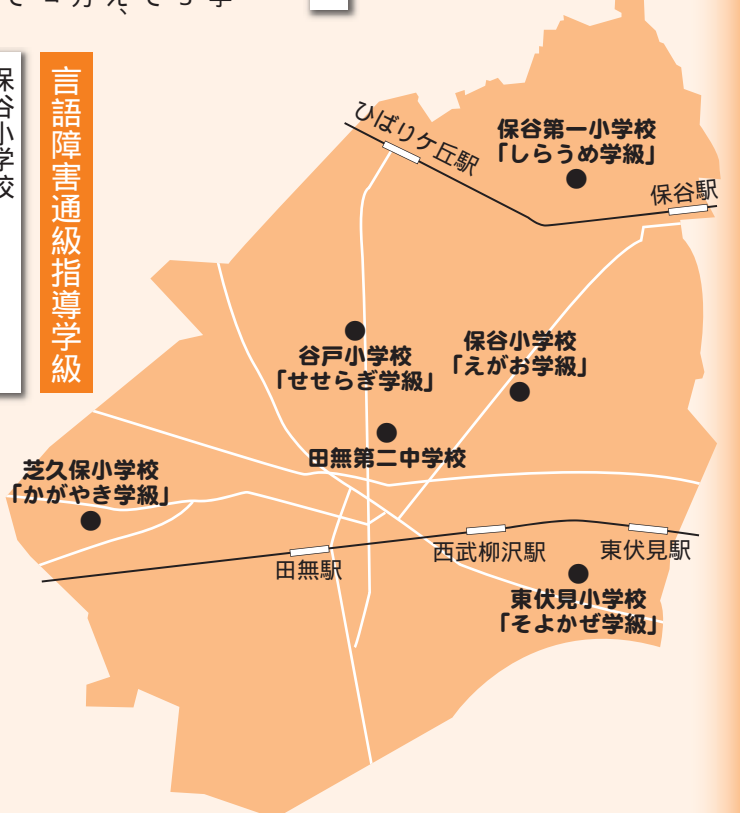 言語障害通級指導学級
保谷小学校
ひばりケ丘駅
保谷第一小学校
「しらうめ学級」
保谷駅
谷戸小学校
「せせらぎ学級」
保谷小学校
「えがお学級」
田無第二中学校
芝久保小学校
「かがやき学級」
田無駅
西武柳沢駅
東伏見駅
東伏見小学校
「そよかぜ学級」